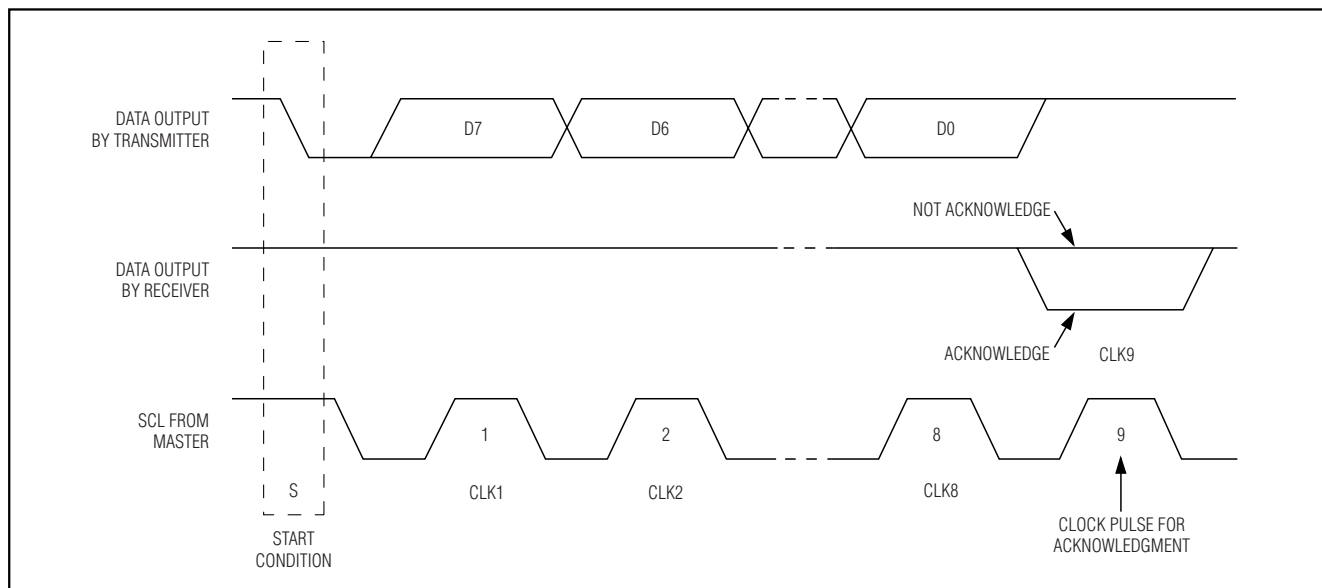 DATA OUTPUT
BY TRANSMITTER
D7
D6
D0
NOT ACKNOWLEDGE
DATA OUTPUT
BY RECEIVER
ACKNOWLEDGE
CLK9
SCL FROM
MASTER
1
2
8
9
S
CLK1
CLK2
CLK8
START
CONDITION
CLOCK PULSE FOR
ACKNOWLEDGMENT